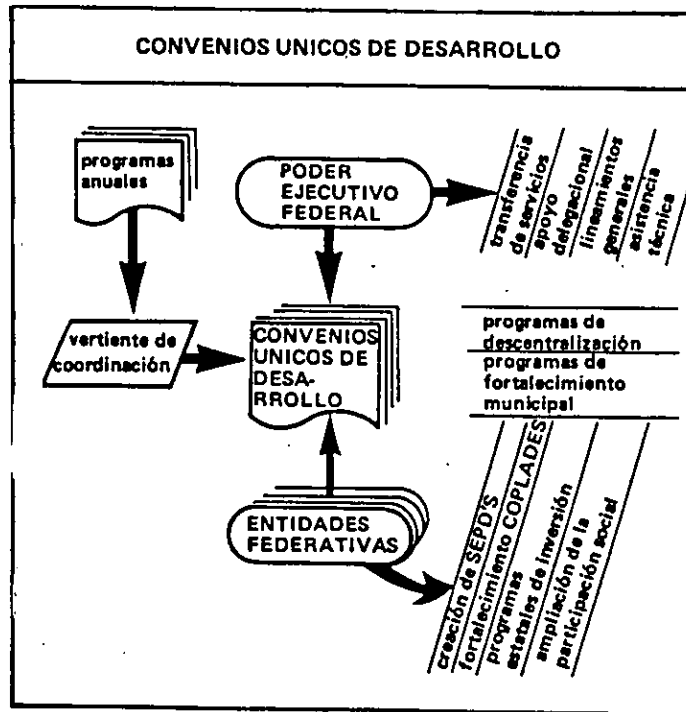 CONVENIOS UNICOS DE DESARROLLO
programas
anuales
PODER
EJECUTIVO
FEDERAL
transferencia
de servicios
apoyo
delegacional
lineamientos
generales
asistencia
técnica
vertiente de
coordinación
CONVENIOS
UNICOS DE
DESA-
RROLLO
programas de
descentralización
programas de
fortalecimiento
municipal
ENTIDADES
FEDERATIVAS
creación de SEPD'S
fortalecimiento COPLADES
programas
estatales de inversión
ampliación de la
participación social